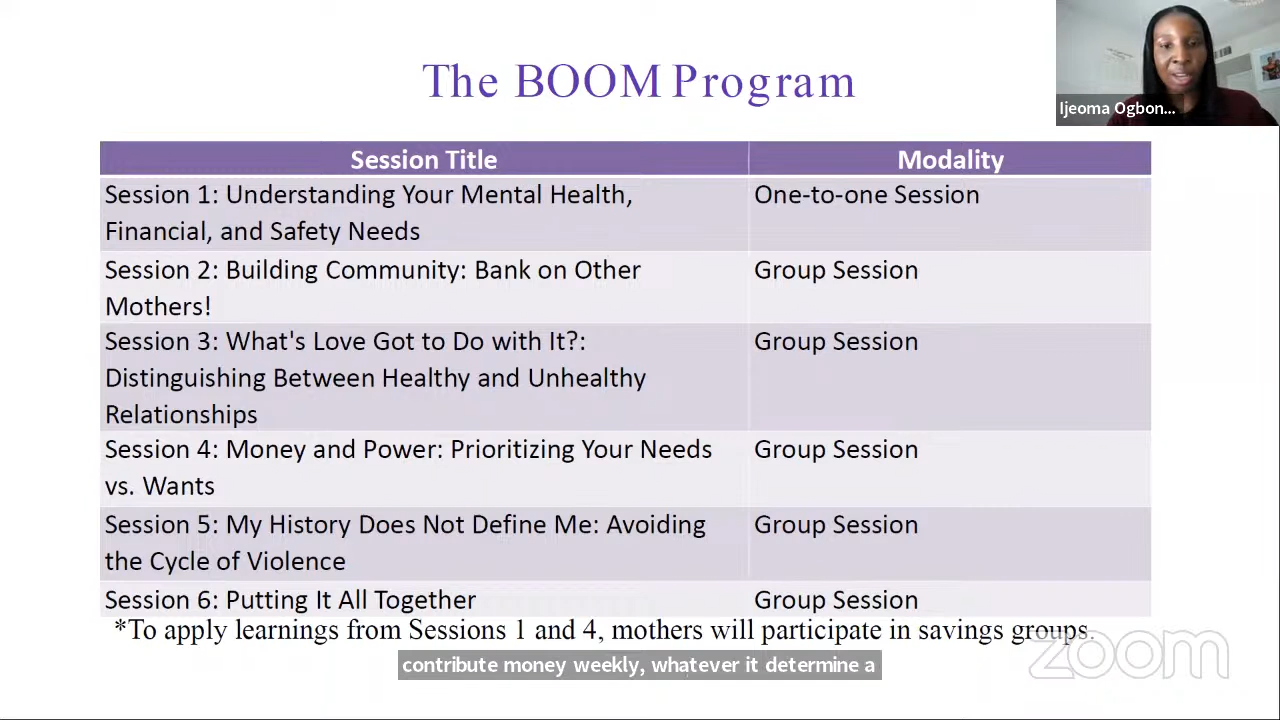 The BOOM Program
Ijeoma Ogbon...
Session Title
Modality
Session 1: Understanding Your Mental Health,
Financial, and Safety Needs
One-to-one Session
Session 2: Building Community: Bank on Other
Mothers!
Group Session
Session 3: What's Love Got to Do with It?:
Distinguishing Between Healthy and Unhealthy
Relationships
Group Session
Session 4: Money and Power: Prioritizing Your Needs
vs. Wants
Group Session
Session 5: My History Does Not Define Me: Avoiding
the Cycle of Violence
Group Session
Session 6: Putting It All Together
Group Session
*To apply learnings from Sessions 1 and 4, mothers will participate in savings groups.
zoom
contribute money weekly, whatever it determine a